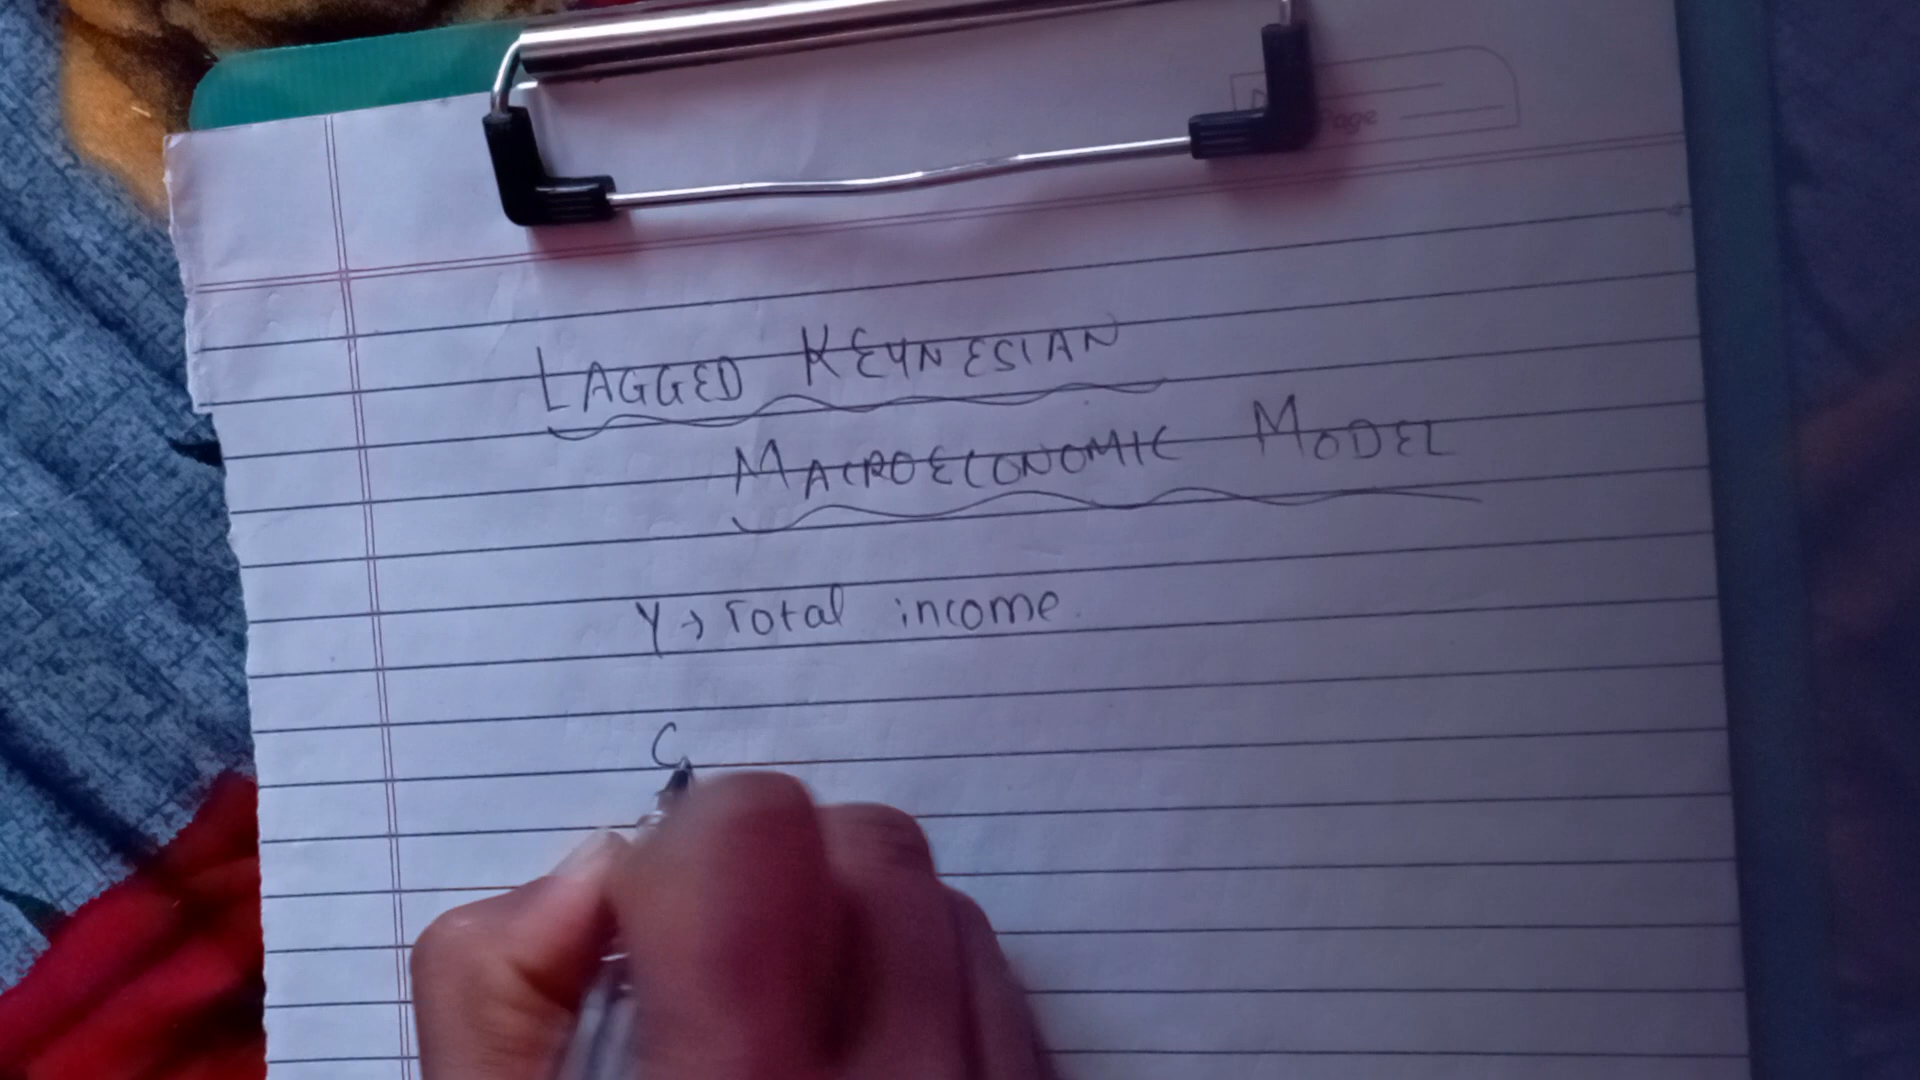 LAGGED KEYNESIAN
MACROECONOMIC MODEL
Y → Total income.
C